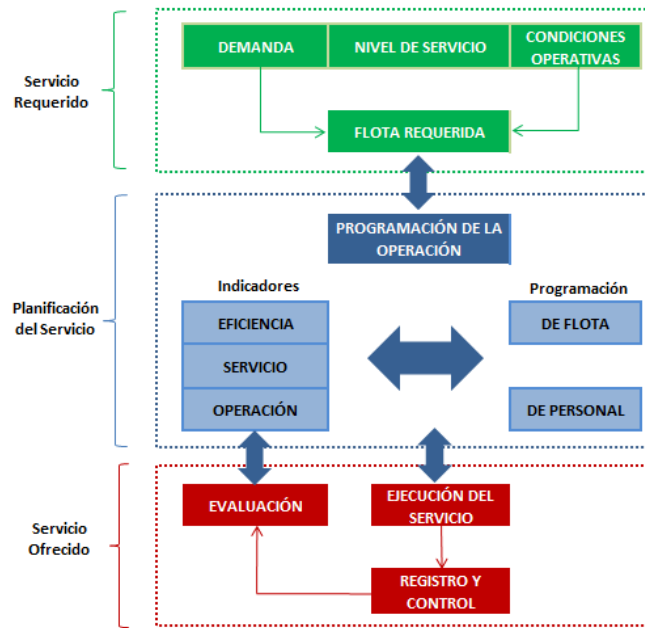 DEMANDA
NIVEL DE SERVICIO
CONDICIONES
OPERATIVAS
Servicio
Requerido
FLOTA REQUERIDA
PROGRAMACIÓN DE LA
OPERACIÓN
Indicadores
Programación
Planificación
del Servicio
EFICIENCIA
DE FLOTA
SERVICIO
OPERACIÓN
DE PERSONAL
Servicio
Ofrecido
EVALUACIÓN
EJECUCIÓN DEL
SERVICIO
REGISTRO Y
CONTROL